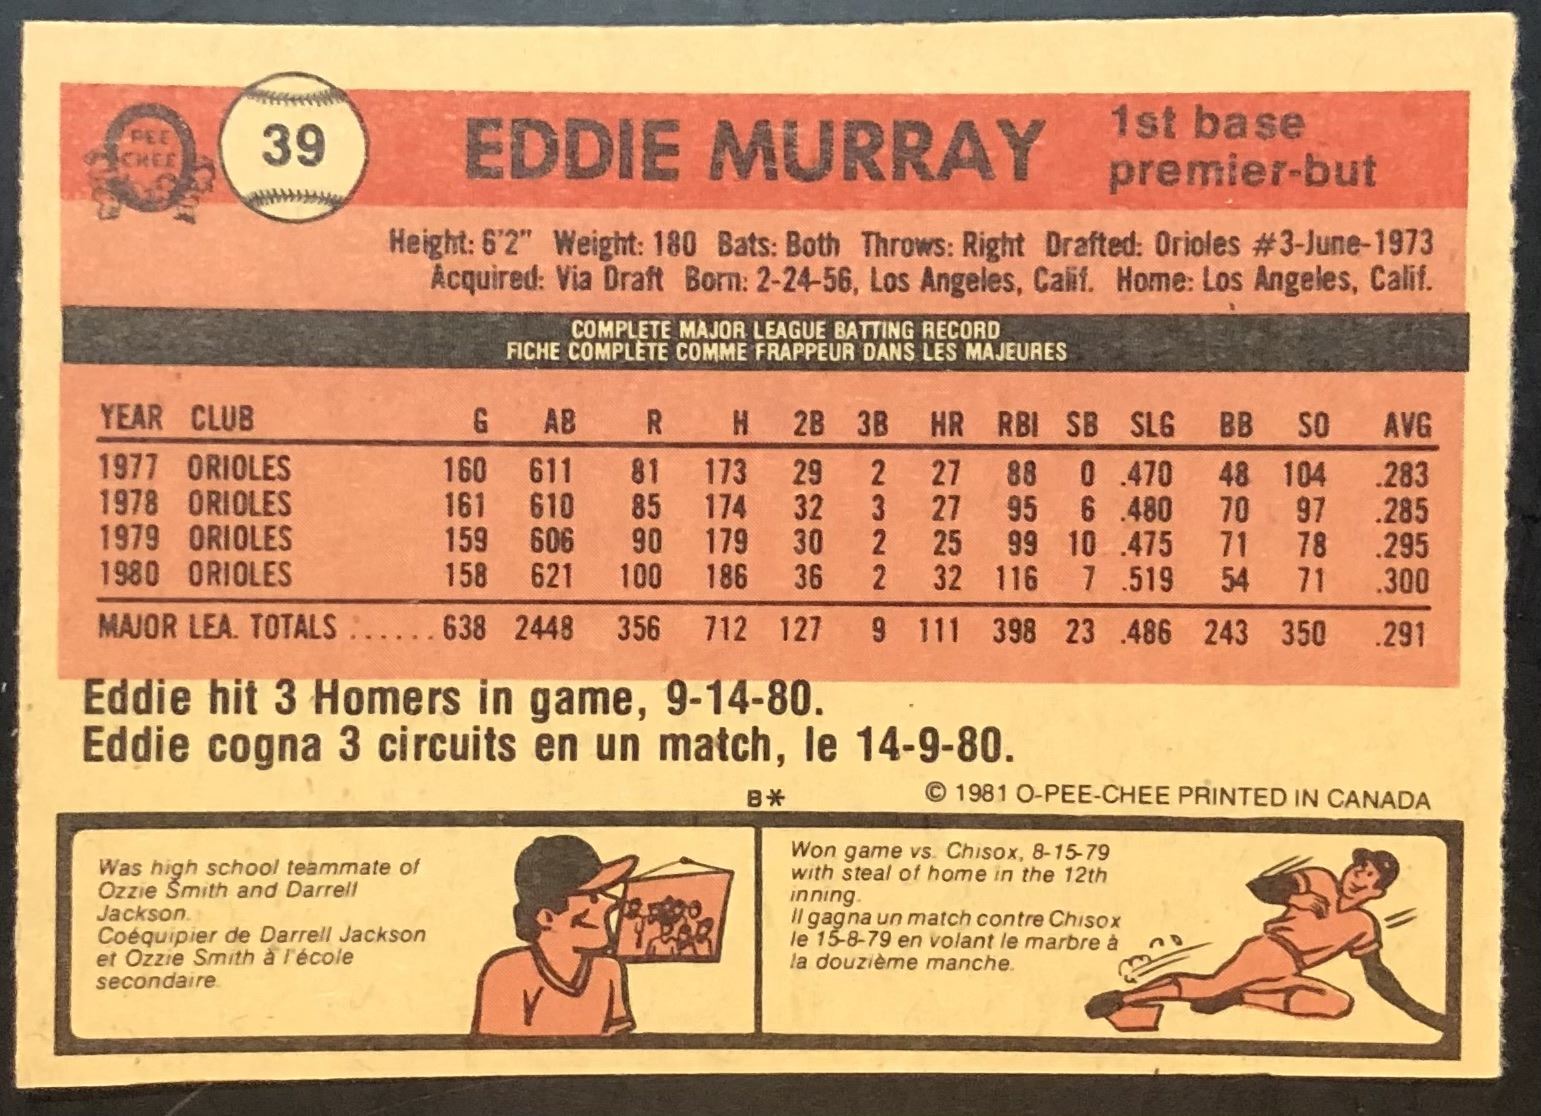 O PEE CHEE
39
EDDIE MURRAY
1st base
premier-but
Height: 6'2" Weight: 180 Bats: Both Throws: Right Drafted: Orioles #3-June-1973
Acquired: Via Draft Born: 2-24-56, Los Angeles, Calif. Home: Los Angeles, Calif.
COMPLETE MAJOR LEAGUE BATTING RECORD
FICHE COMPLÈTE COMME FRAPPEUR DANS LES MAJEURES
YEAR CLUB G AB R H 2B 3B HR RBI SB SLG BB SO AVG
1977 ORIOLES 160 611 81 173 29 2 27 88 0 .470 48 104 .283
1978 ORIOLES 161 610 85 174 32 3 27 95 6 .480 70 97 .285
1979 ORIOLES 159 606 90 179 30 2 25 99 10 .475 71 78 .295
1980 ORIOLES 158 621 100 186 36 2 32 116 7 .519 54 71 .300
MAJOR LEA. TOTALS ...... 638 2448 356 712 127 9 111 398 23 .486 243 350 .291
Eddie hit 3 Homers in game, 9-14-80.
Eddie cogna 3 circuits en un match, le 14-9-80.
B* © 1981 O-PEE-CHEE PRINTED IN CANADA
Was high school teammate of
Ozzie Smith and Darrell
Jackson.
Coéquipier de Darrell Jackson
et Ozzie Smith à l'école
secondaire.
Won game vs. Chisox, 8-15-79
with steal of home in the 12th
inning.
Il gagna un match contre Chisox
le 15-8-79 en volant le marbre à
la douzième manche.